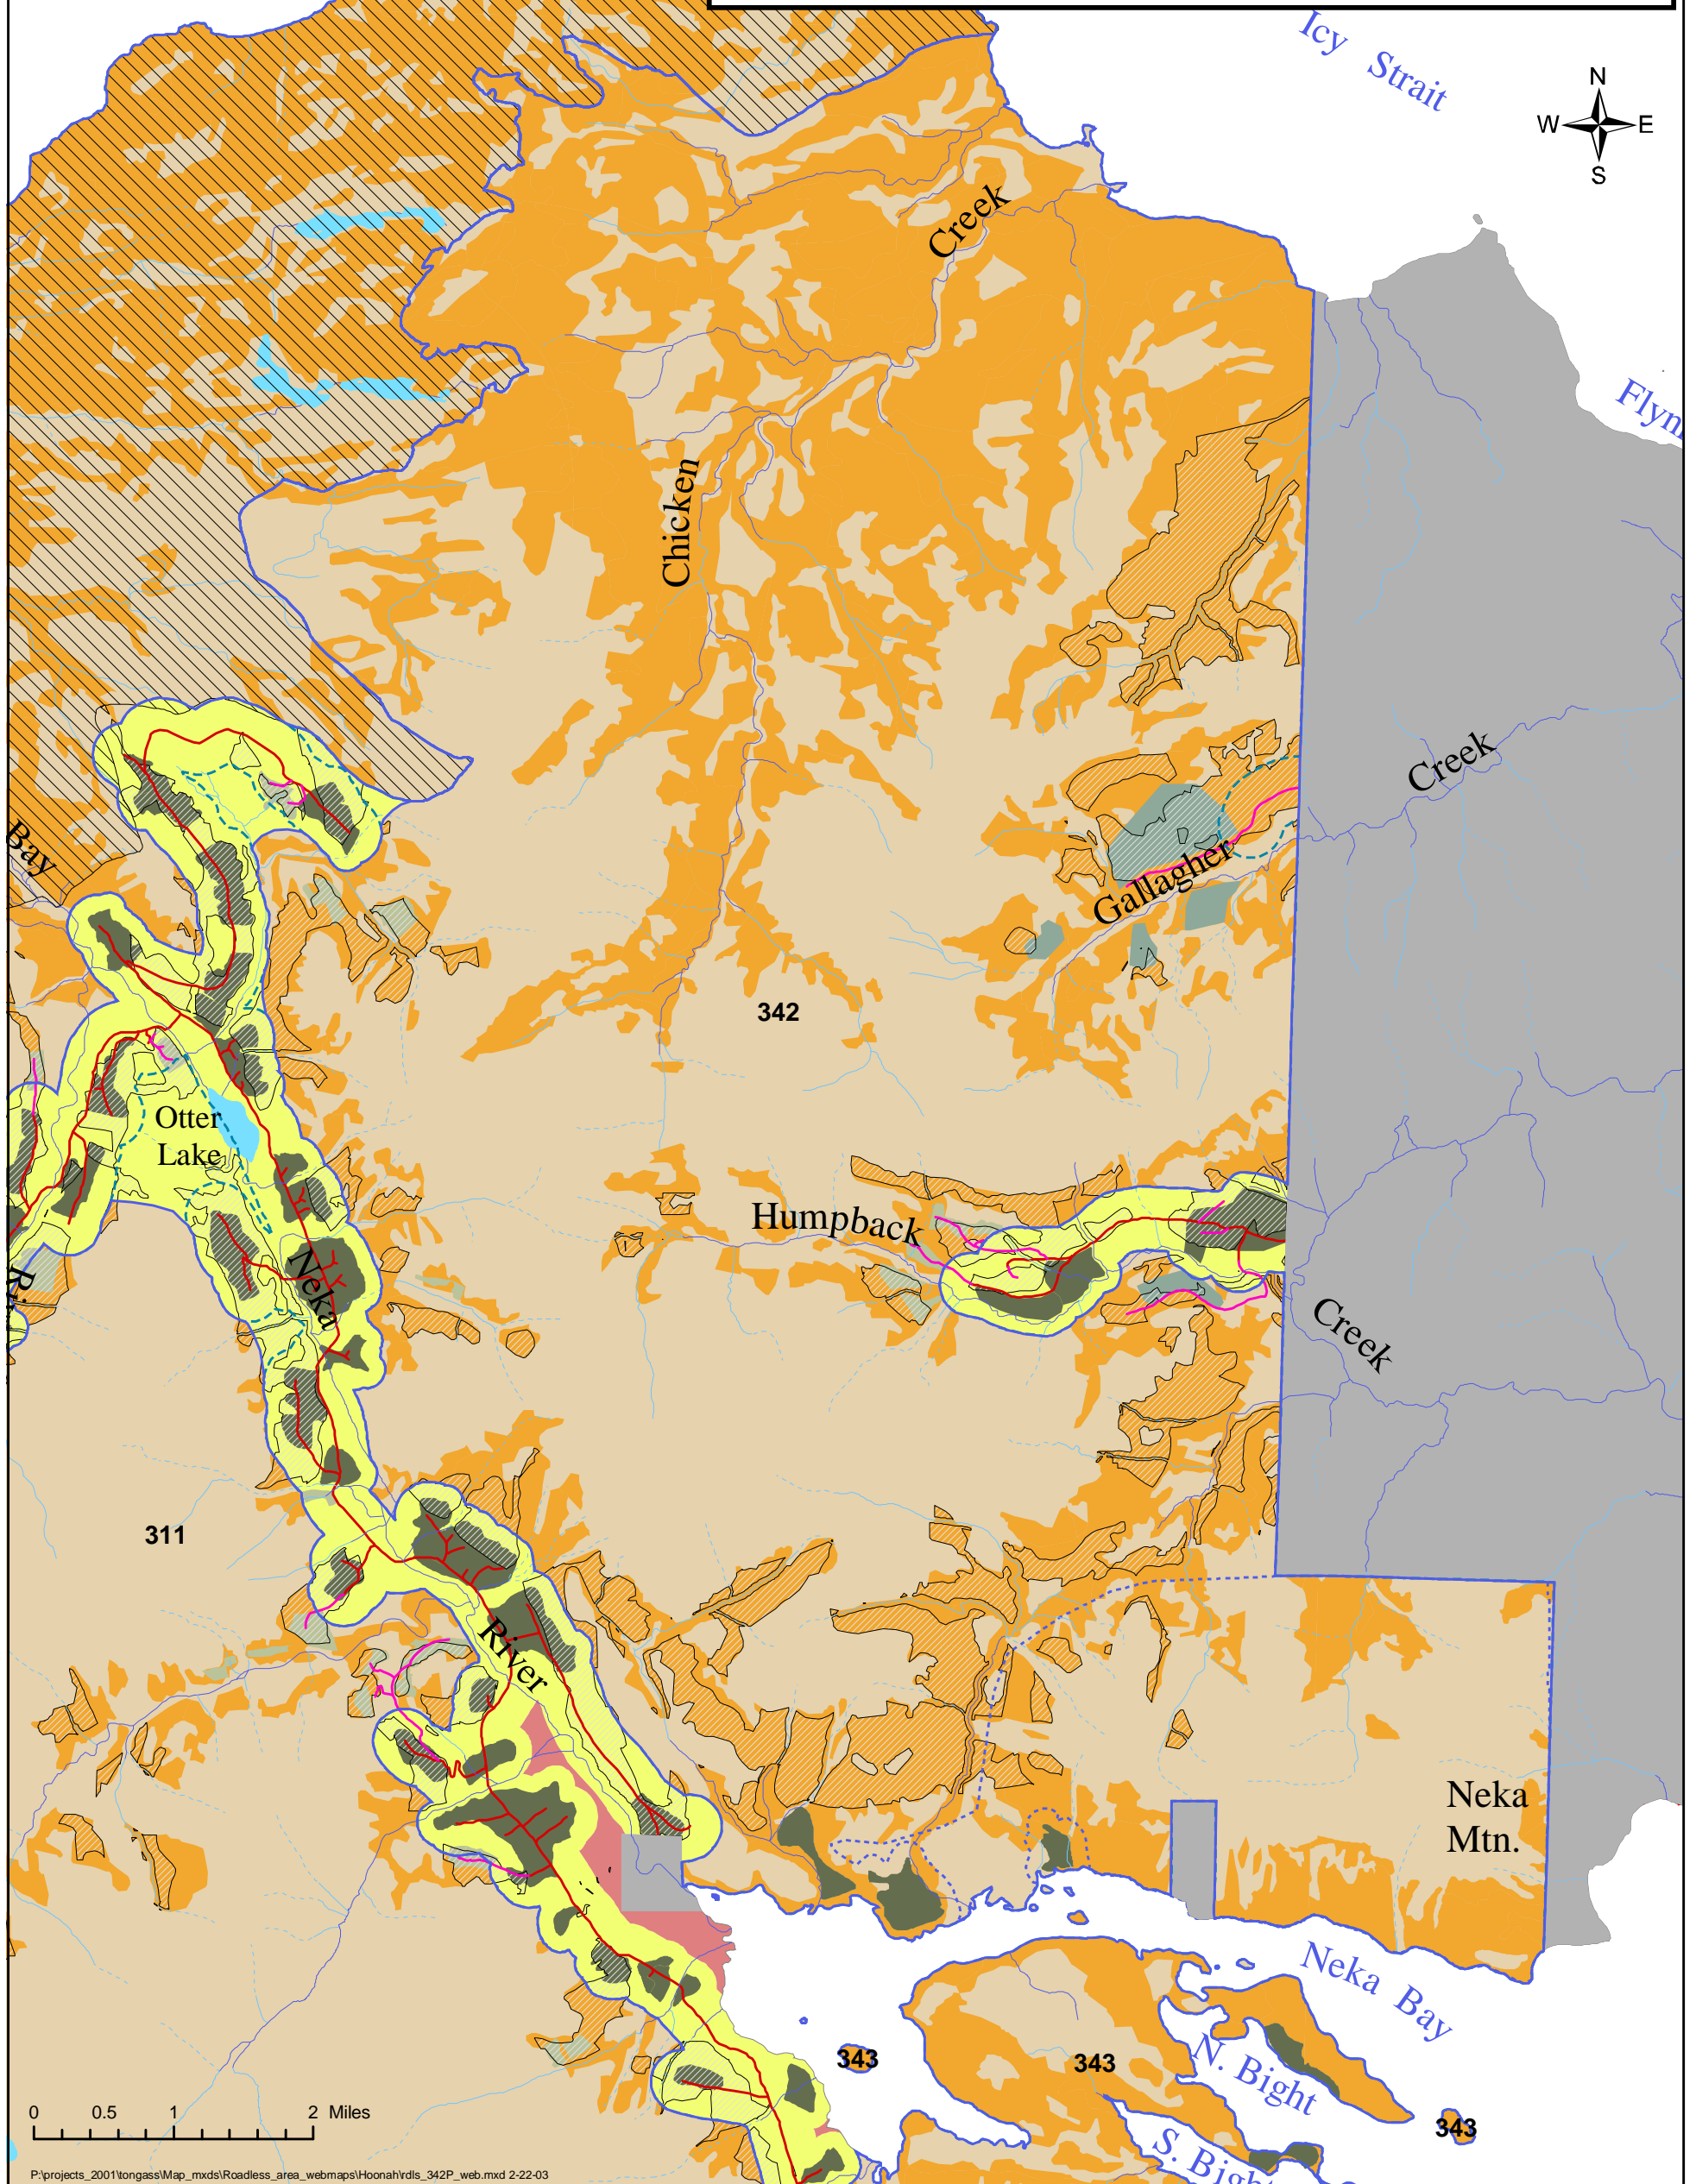 Icy Strait
N
W E
S
Creek
Flyn
Chicken
Creek
Bay
Gallagher
342
Otter
Lake
Humpback
R.
Neka
Creek
311
River
Neka
Mtn.
Neka Bay
343
343
N. Bight
343
S. Bight
0 0.5 1 2 Miles
P:\projects_2001\tongass\Map_mxds\Roadless_area_webmaps\Hoonah\rdls_342P_web.mxd 2-22-03